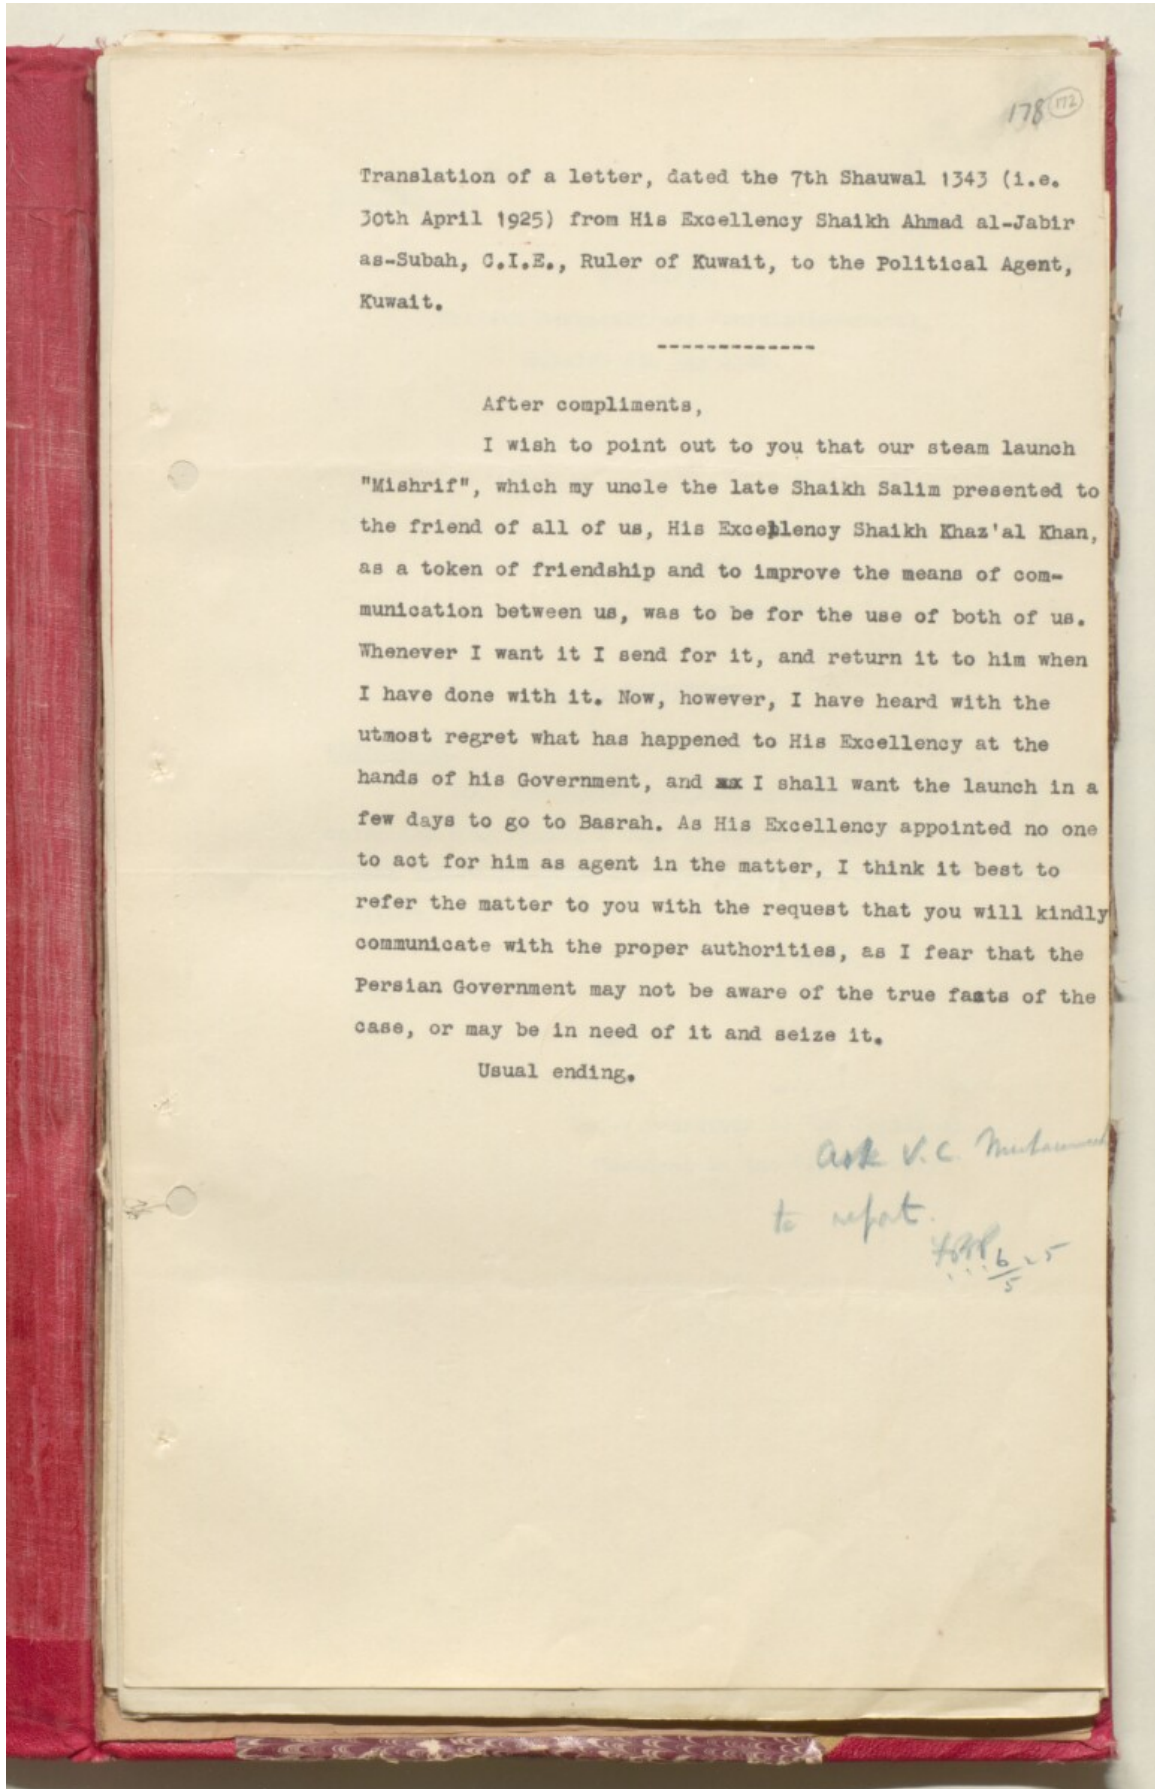 178 172
Translation of a letter, dated the 7th Shauwal 1343 (i.e.
30th April 1925) from His Excellency Shaikh Ahmad al-Jabir
as-Subah, C.I.E., Ruler of Kuwait, to the Political Agent,
Kuwait.
-------------
After compliments,
I wish to point out to you that our steam launch
"Mishrif", which my uncle the late Shaikh Salim presented to
the friend of all of us, His Excellency Shaikh Khaz'al Khan,
as a token of friendship and to improve the means of com-
munication between us, was to be for the use of both of us.
Whenever I want it I send for it, and return it to him when
I have done with it. Now, however, I have heard with the
utmost regret what has happened to His Excellency at the
hands of his Government, and xx I shall want the launch in a
few days to go to Basrah. As His Excellency appointed no one
to act for him as agent in the matter, I think it best to
refer the matter to you with the request that you will kindly
communicate with the proper authorities, as I fear that the
Persian Government may not be aware of the true facts of the
case, or may be in need of it and seize it.
Usual ending.
Ask V.C.
to report.
6/5 25